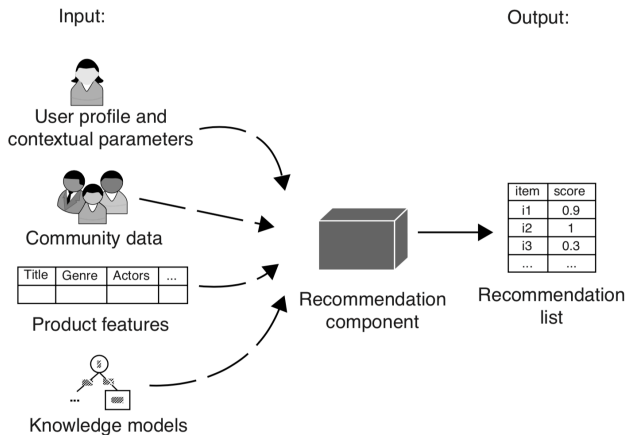 Input:
Output:
User profile and
contextual parameters
Community data
Title Genre Actors ...
Product features
...
Knowledge models
Recommendation
component
item score
i1 0.9
i2 1
i3 0.3
... ...
Recommendation
list